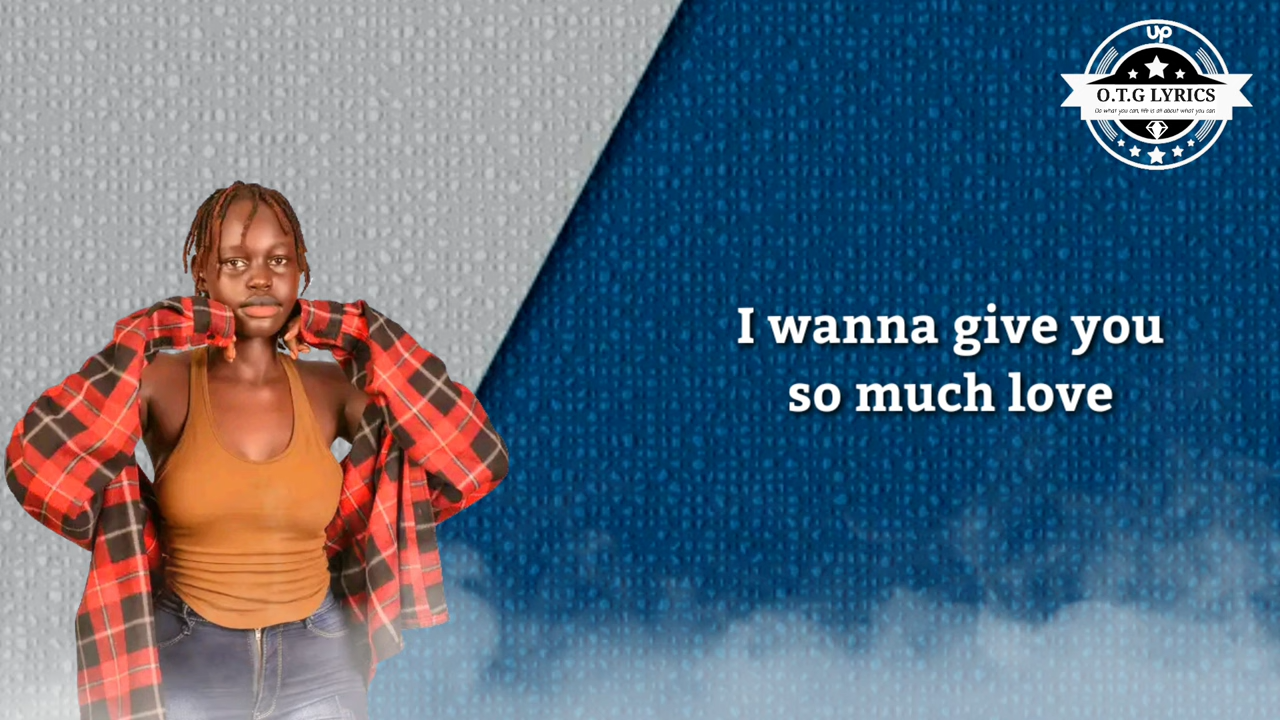 up
O.T.G LYRICS
Do what you can, life is all about what you can
I wanna give you
so much love